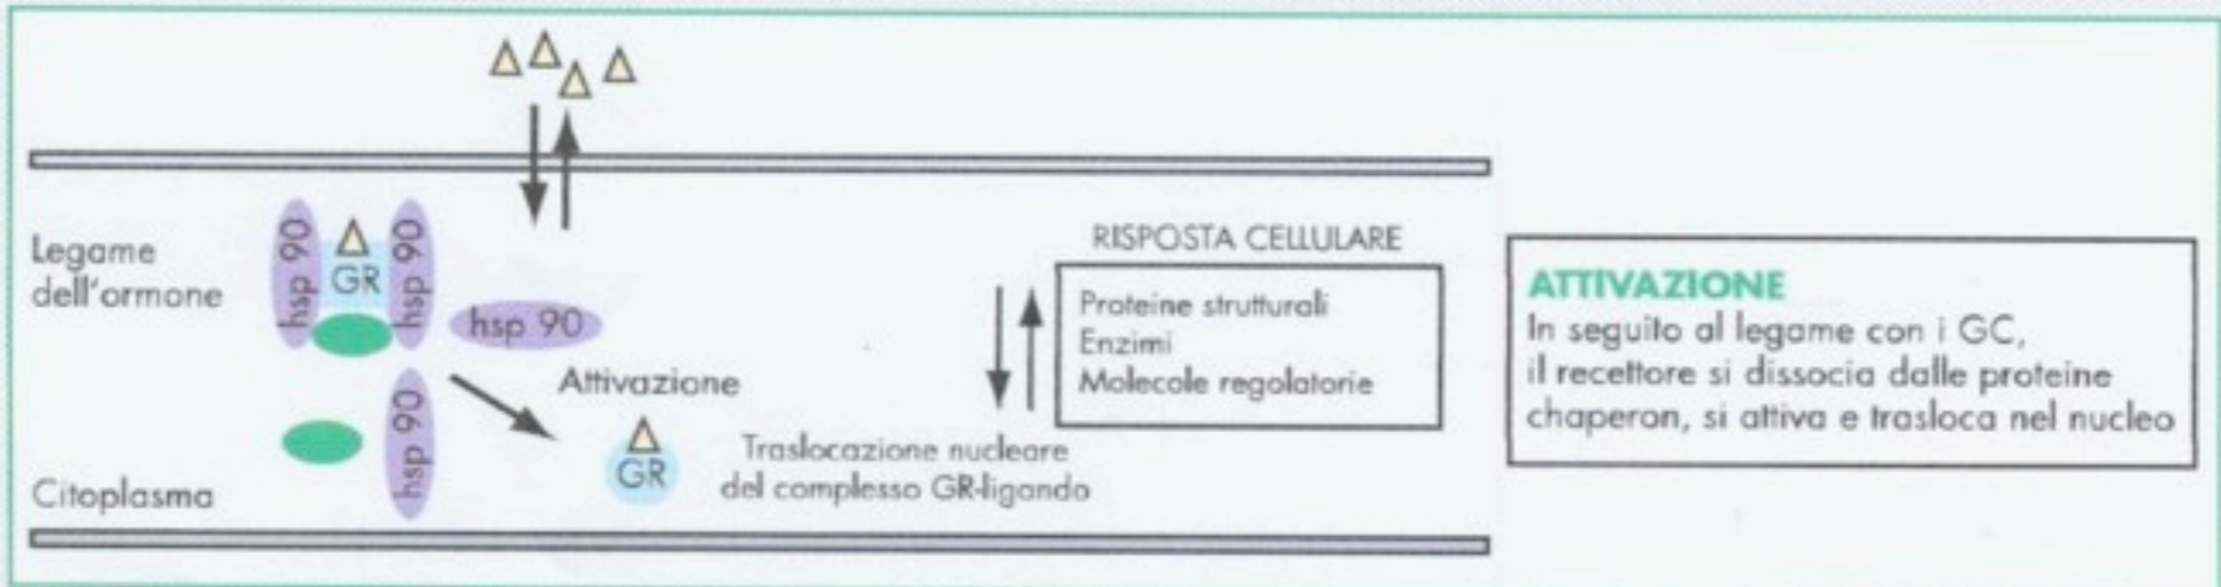 Legame
dell'ormone
hsp 90
GR
hsp 90
hsp 90
Attivazione
hsp 90
GR
Citoplasma
Traslocazione nucleare
del complesso GR-ligando
RISPOSTA CELLULARE
Proteine strutturali
Enzimi
Molecole regolatorie
ATTIVAZIONE
In seguito al legame con i GC,
il recettore si dissocia dalle proteine
chaperon, si attiva e trasloca nel nucleo